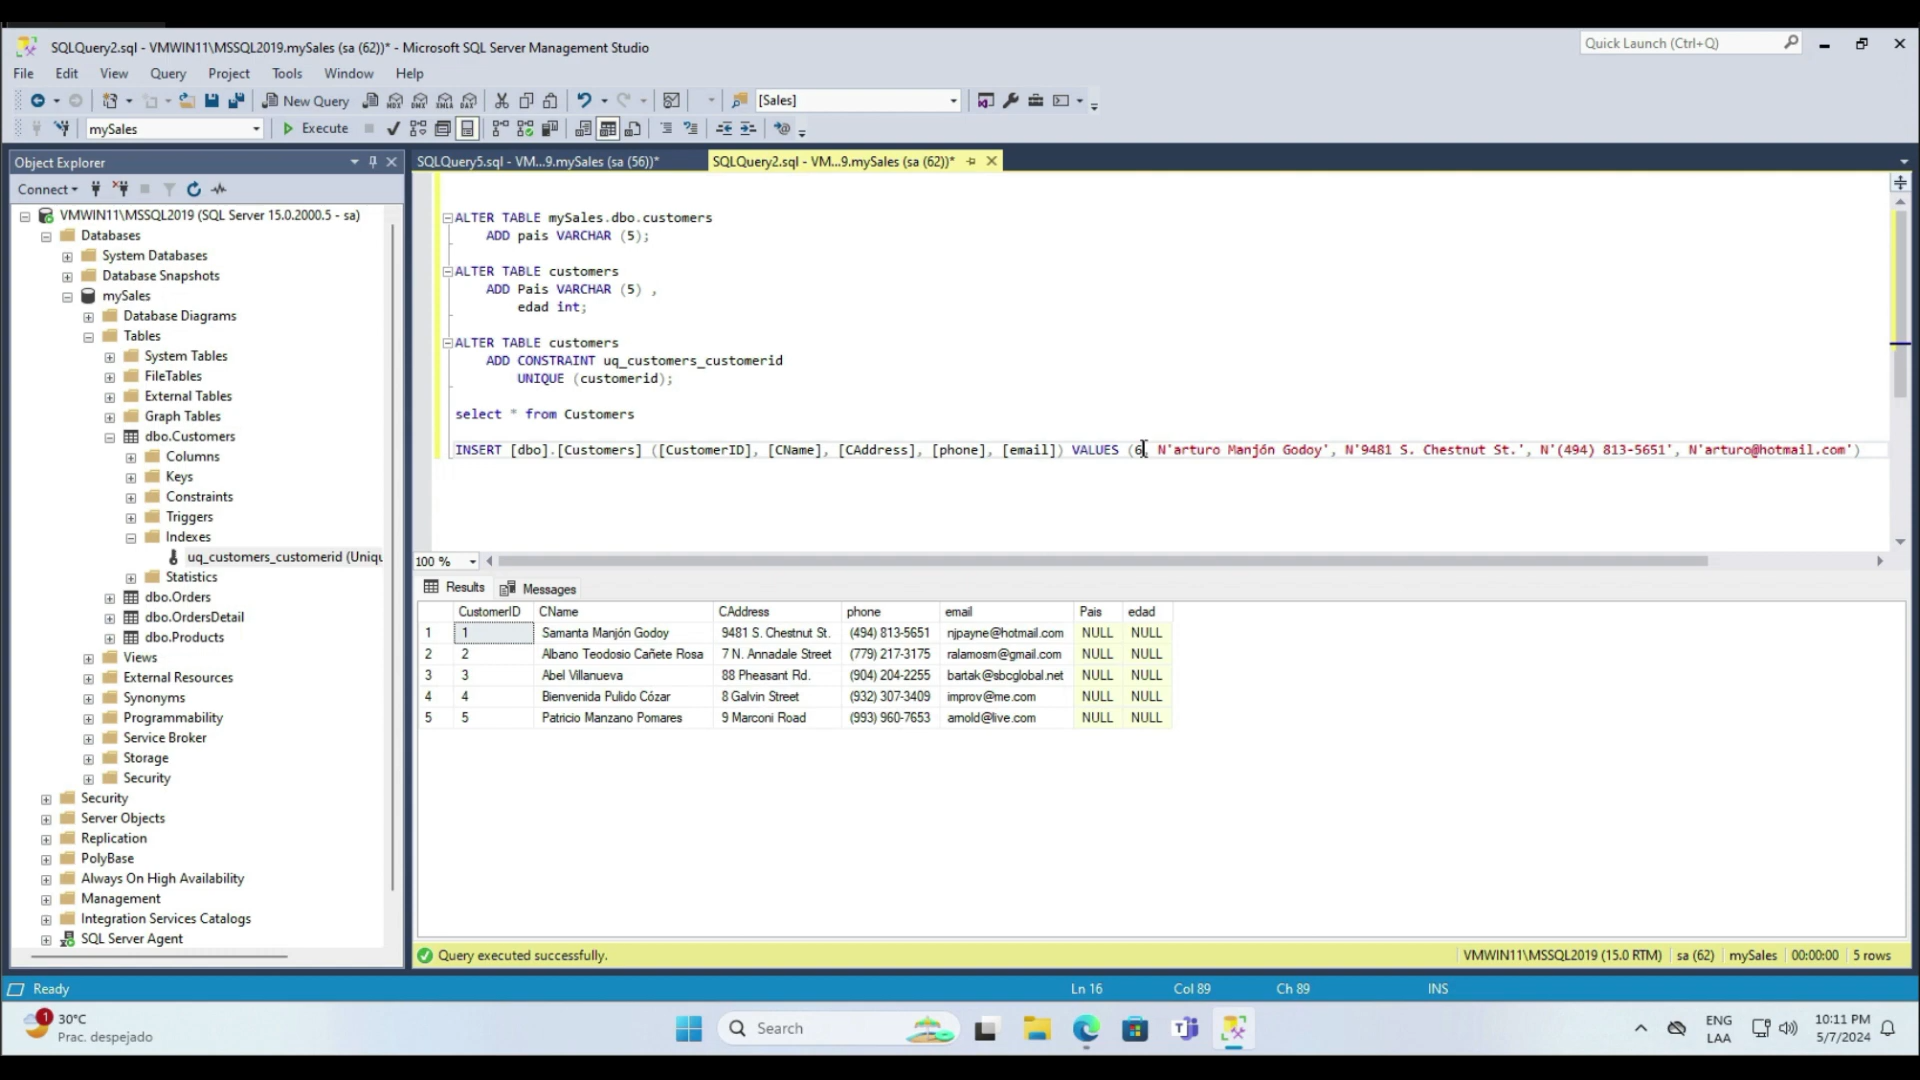 SQLQuery2.sql - VMWIN11\MSSQL2019.mySales (sa (62))* - Microsoft SQL Server Management Studio
Quick Launch (Ctrl+Q)
File Edit View Query Project Tools Window Help
New Query
[Sales]
mySales
Execute
Object Explorer
SQLQuery5.sql - VM...9.mySales (sa (56))*
SQLQuery2.sql - VM...9.mySales (sa (62))*
Connect
VMWIN11\MSSQL2019 (SQL Server 15.0.2000.5 - sa)
Databases
System Databases
Database Snapshots
mySales
Database Diagrams
Tables
System Tables
FileTables
External Tables
Graph Tables
dbo.Customers
Columns
Keys
Constraints
Triggers
Indexes
uq_customers_customerid (Uniqu
Statistics
dbo.Orders
dbo.OrdersDetail
dbo.Products
Views
External Resources
Synonyms
Programmability
Service Broker
Storage
Security
Security
Server Objects
Replication
PolyBase
Always On High Availability
Management
Integration Services Catalogs
SQL Server Agent
ALTER TABLE mySales.dbo.customers
ADD pais VARCHAR (5);
ALTER TABLE customers
ADD Pais VARCHAR (5) ,
edad int;
ALTER TABLE customers
ADD CONSTRAINT uq_customers_customerid
UNIQUE (customerid);
select * from Customers
INSERT [dbo].[Customers] ([CustomerID], [CName], [CAddress], [phone], [email]) VALUES (6, N'arturo Manjón Godoy', N'9481 S. Chestnut St.', N'(494) 813-5651', N'arturo@hotmail.com')
100 %
Results Messages
CustomerID CName CAddress phone email Pais edad
1 1 Samanta Manjón Godoy 9481 S. Chestnut St. (494) 813-5651 njpayne@hotmail.com NULL NULL
2 2 Albano Teodosio Cañete Rosa 7 N. Annadale Street (779) 217-3175 ralamosm@gmail.com NULL NULL
3 3 Abel Villanueva 88 Pheasant Rd. (904) 204-2255 bartak@sbcglobal.net NULL NULL
4 4 Bienvenida Pulido Cózar 8 Galvin Street (932) 307-3409 improv@me.com NULL NULL
5 5 Patricio Manzano Pomares 9 Marconi Road (993) 960-7653 arnold@live.com NULL NULL
Query executed successfully.
VMWIN11\MSSQL2019 (15.0 RTM) sa (62) mySales 00:00:00 5 rows
Ready Ln 16 Col 89 Ch 89 INS
1
30°C
Prac. despejado
Search
ENG
LAA
10:11 PM
5/7/2024